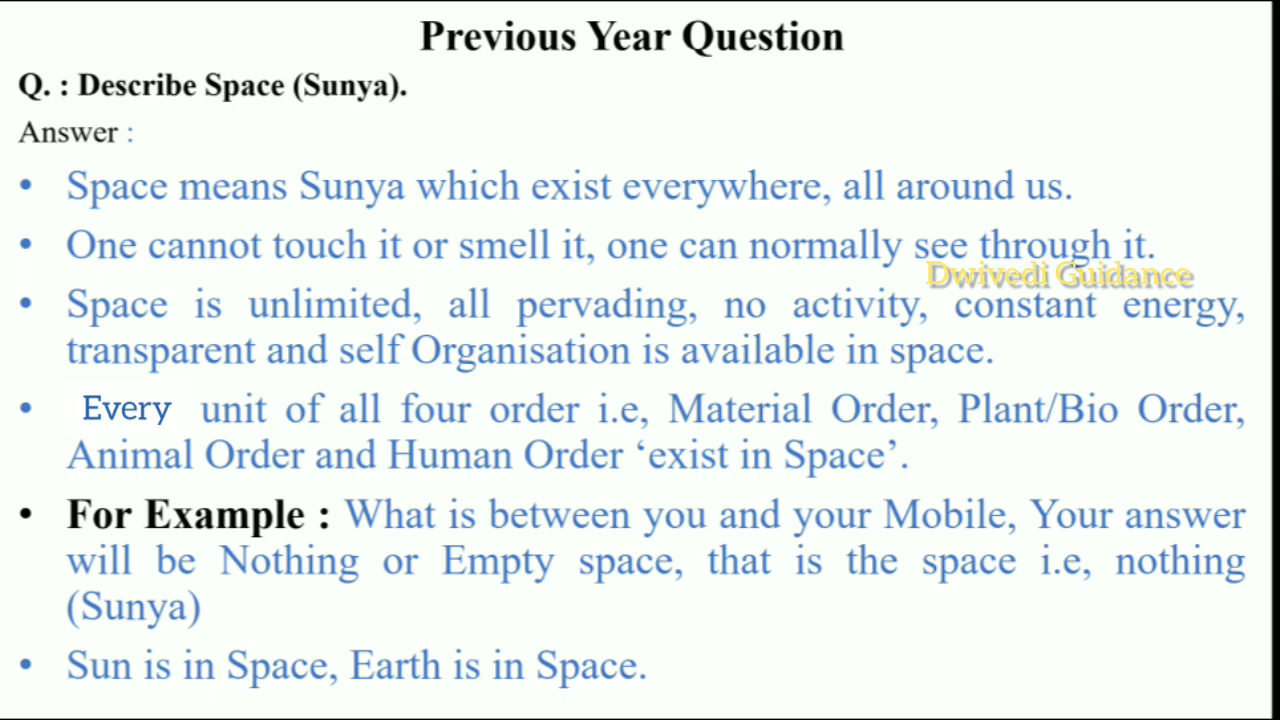 Previous Year Question
Q. : Describe Space (Sunya).
Answer :
• Space means Sunya which exist everywhere, all around us.
• One cannot touch it or smell it, one can normally see through it.
Dwivedi Guidance
• Space is unlimited, all pervading, no activity, constant energy,
transparent and self Organisation is available in space.
• Every unit of all four order i.e, Material Order, Plant/Bio Order,
Animal Order and Human Order ‘exist in Space’.
• For Example : What is between you and your Mobile, Your answer
will be Nothing or Empty space, that is the space i.e, nothing
(Sunya)
• Sun is in Space, Earth is in Space.